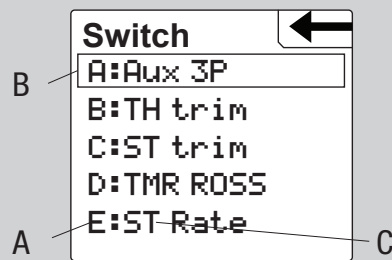 Switch
B
A:Aux 3P
B:TH trim
C:ST trim
D:TMR ROSS
A
E:ST Rate
C